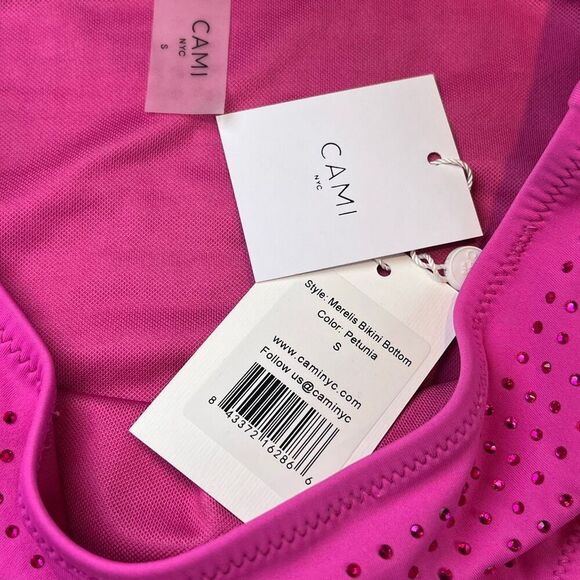 CAMI
NYC
S
CAMI
NYC
Style: Merelis Bikini Bottom
Color: Petunia
S
www.caminyc.com
Follow us@caminyc
8 43372 16286 6